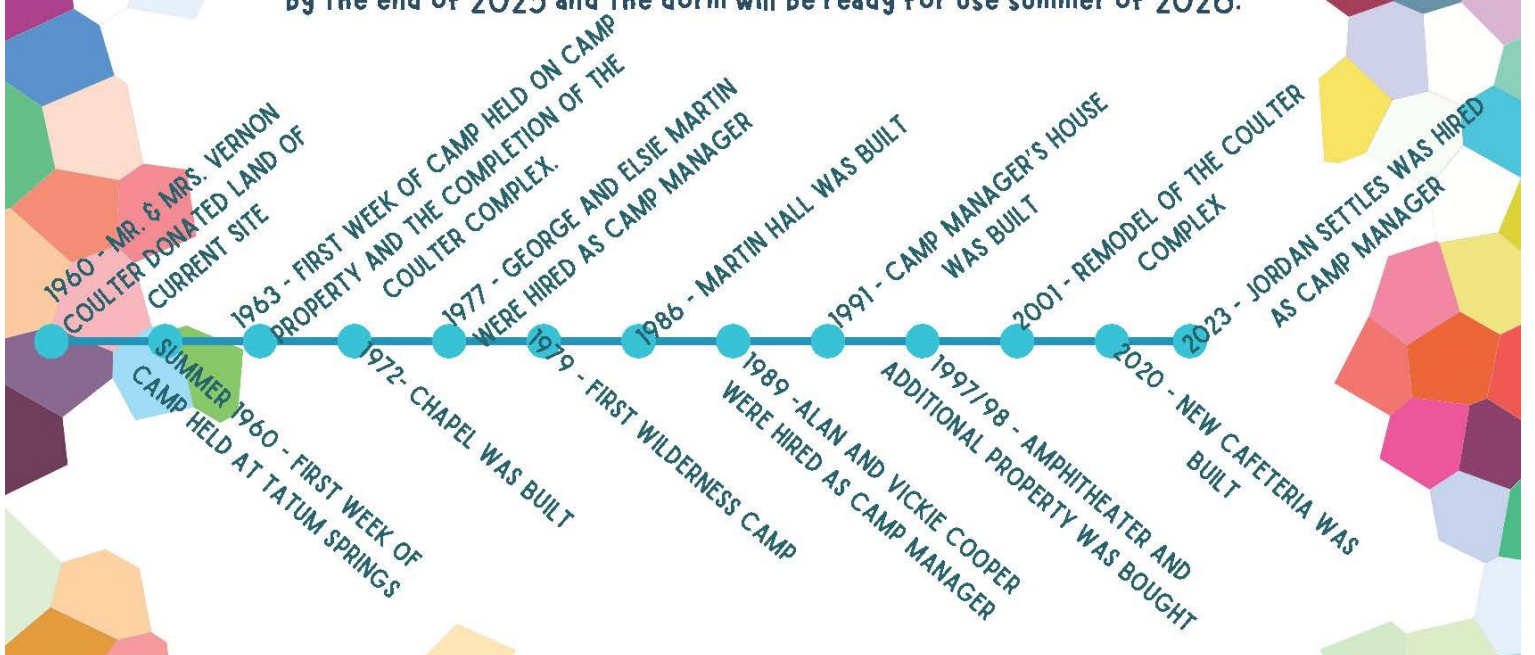 by the end of 2025 and the dorm will be ready for use summer of 2026.
1960 - MR. & MRS. VERNON
COULTER DONATED LAND OF
CURRENT SITE
SUMMER 1960 - FIRST WEEK OF
CAMP HELD AT TATUM SPRINGS
1963 - FIRST WEEK OF CAMP HELD ON CAMP
PROPERTY AND THE COMPLETION OF THE
COULTER COMPLEX.
1972- CHAPEL WAS BUILT
1977 - GEORGE AND ELSIE MARTIN
WERE HIRED AS CAMP MANAGER
1979 - FIRST WILDERNESS CAMP
1986 - MARTIN HALL WAS BUILT
1989 -ALAN AND VICKIE COOPER
WERE HIRED AS CAMP MANAGER
1991 - CAMP MANAGER'S HOUSE
WAS BUILT
1997/98 - AMPHITHEATER AND
ADDITIONAL PROPERTY WAS BOUGHT
2001 - REMODEL OF THE COULTER
COMPLEX
2020 - NEW CAFETERIA WAS
BUILT
2023 - JORDAN SETTLES WAS HIRED
AS CAMP MANAGER